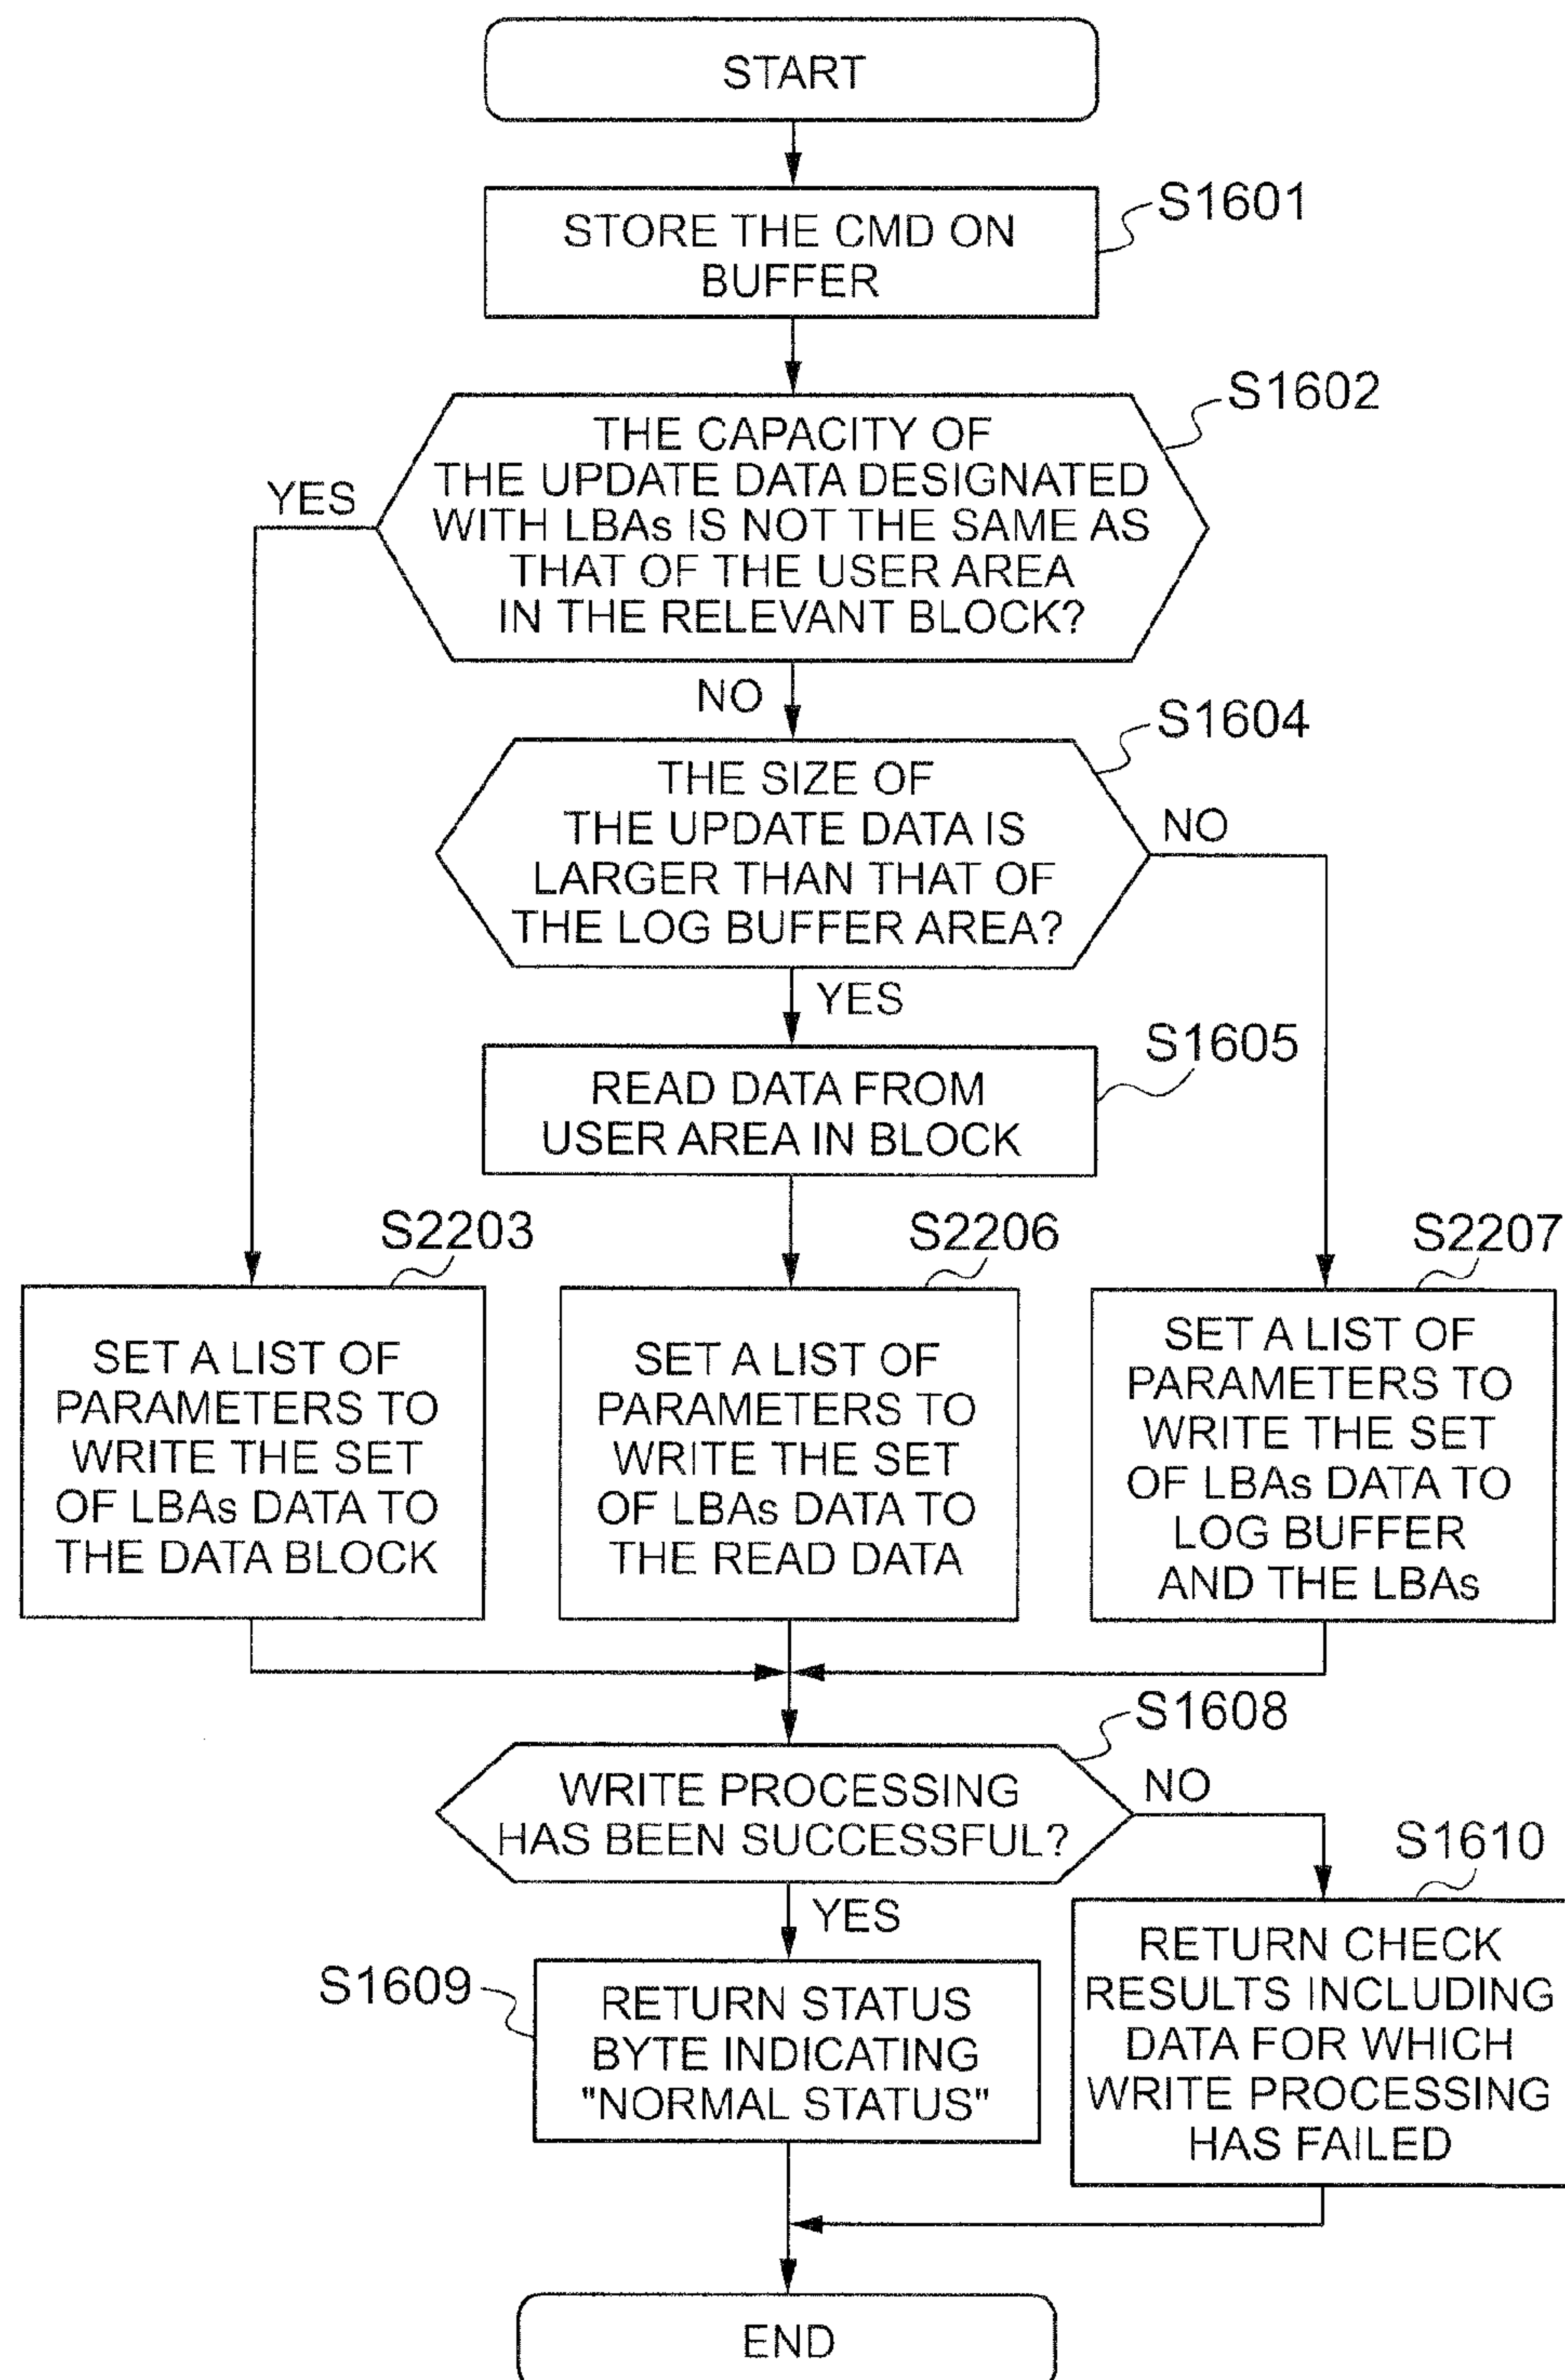 START
S1601
STORE THE CMD ON
BUFFER
S1602
THE CAPACITY OF
THE UPDATE DATA DESIGNATED
WITH LBAs IS NOT THE SAME AS
THAT OF THE USER AREA
IN THE RELEVANT BLOCK?
YES
NO
S1604
THE SIZE OF
THE UPDATE DATA IS
LARGER THAN THAT OF
THE LOG BUFFER AREA?
NO
YES
S1605
READ DATA FROM
USER AREA IN BLOCK
S2203
SET A LIST OF
PARAMETERS TO
WRITE THE SET
OF LBAs DATA TO
THE DATA BLOCK
S2206
SET A LIST OF
PARAMETERS TO
WRITE THE SET
OF LBAs DATA TO
THE READ DATA
S2207
SET A LIST OF
PARAMETERS TO
WRITE THE SET
OF LBAs DATA TO
LOG BUFFER
AND THE LBAs
S1608
WRITE PROCESSING
HAS BEEN SUCCESSFUL?
NO
YES
S1609
RETURN STATUS
BYTE INDICATING
"NORMAL STATUS"
S1610
RETURN CHECK
RESULTS INCLUDING
DATA FOR WHICH
WRITE PROCESSING
HAS FAILED
END